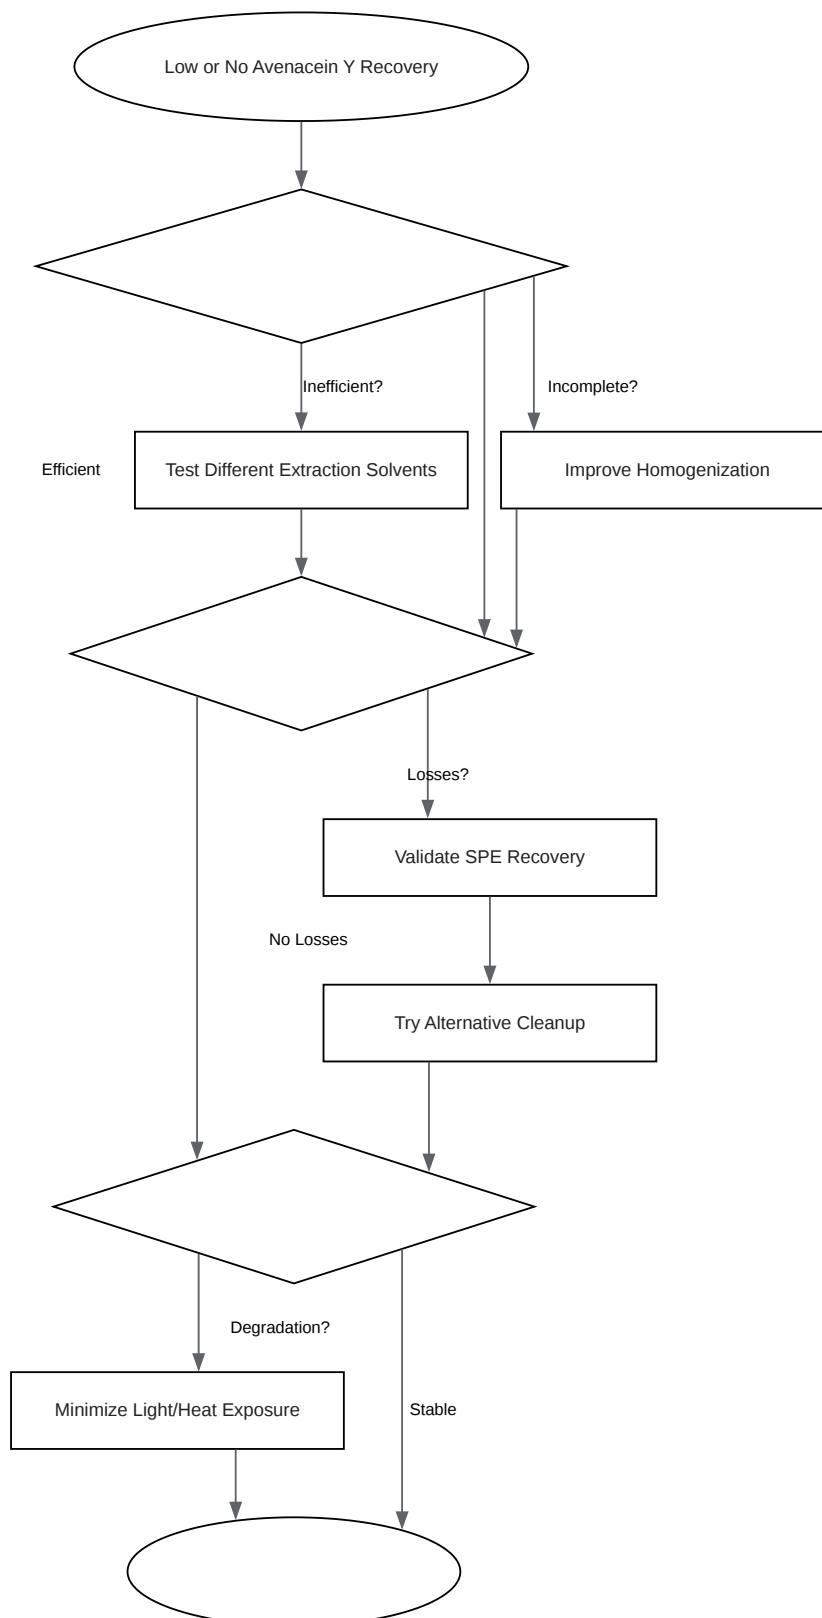 Low or No Avenacein Y Recovery
Inefficient?
Incomplete?
Efficient
Test Different Extraction Solvents
Improve Homogenization
Losses?
Validate SPE Recovery
No Losses
Try Alternative Cleanup
Degradation?
Minimize Light/Heat Exposure
Stable